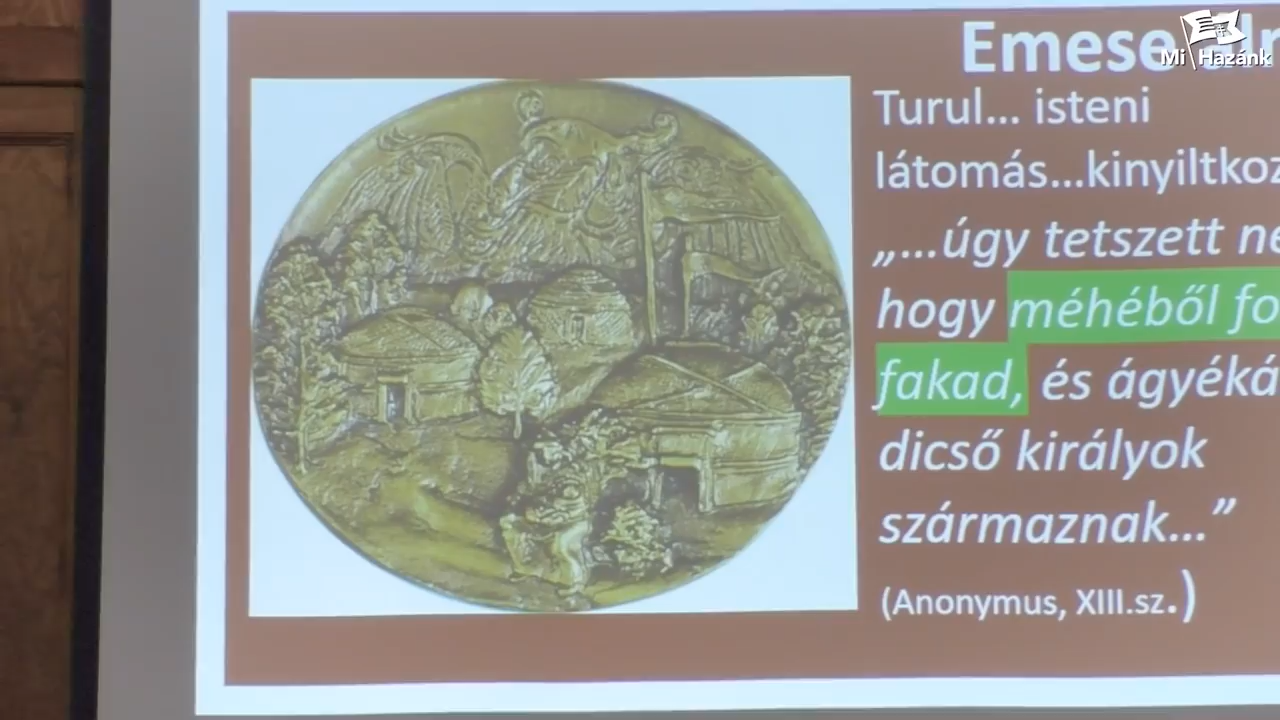 Emese
Mi Hazánk
Turul... isteni
látomás...kinyiltkoz
„...úgy tetszett ne
hogy méhéből fo
fakad, és ágyéká
dicső királyok
származnak...”
(Anonymus, XIII.sz.)